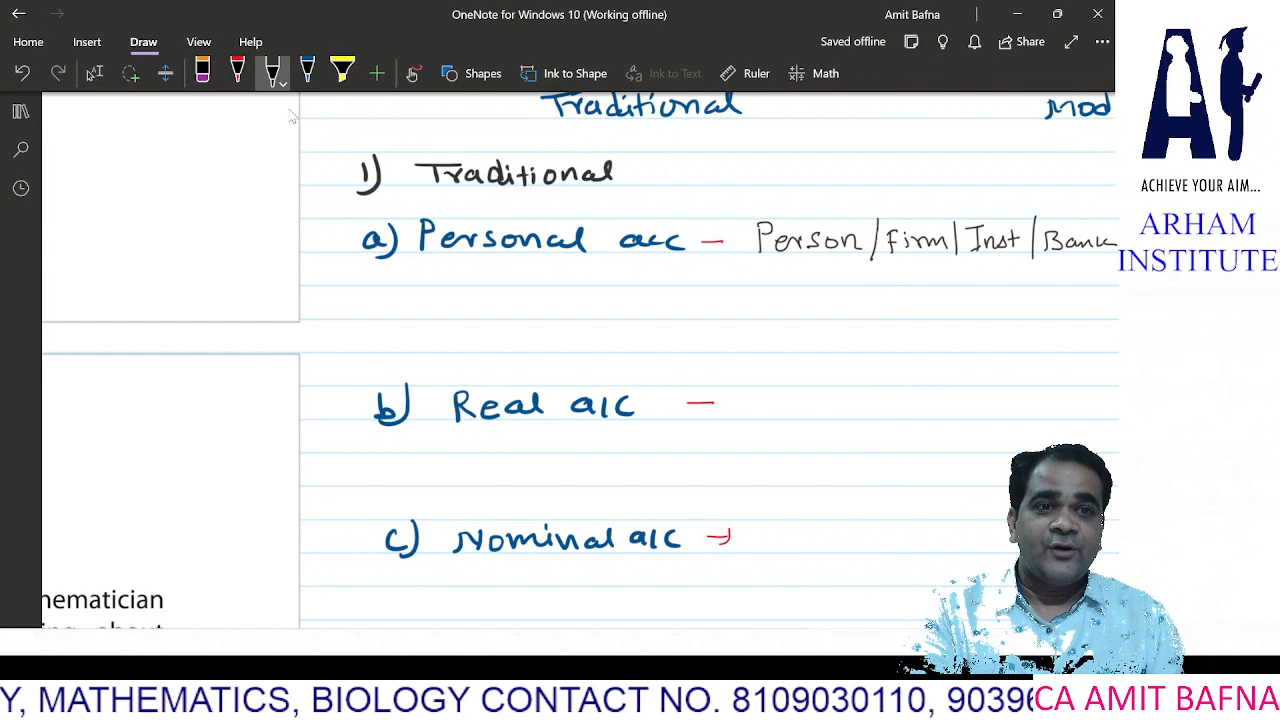 OneNote for Windows 10 (Working offline)
Amit Bafna
Home Insert Draw View Help
Saved offline
Share
Shapes
Ink to Shape
Ink to Text
Ruler
Math
Traditional
Mod
1) Traditional
a) Personal acc - Person / Firm / Inst / Bank
b) Real a/c -
c) Nominal a/c →
hematician
ACHIEVE YOUR AIM...
ARHAM
INSTITUTE
Y, MATHEMATICS, BIOLOGY CONTACT NO. 8109030110, 90396
CA AMIT BAFNA